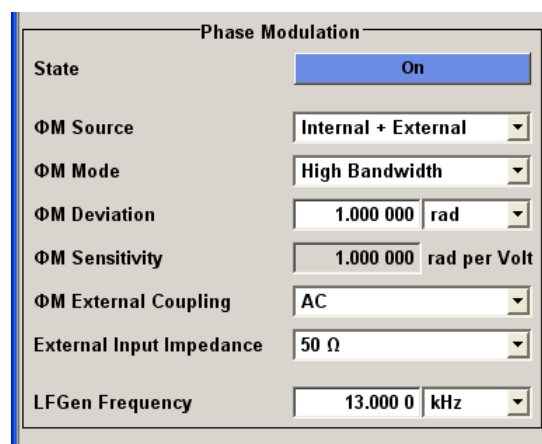 Phase Modulation
State On
ΦM Source Internal + External
ΦM Mode High Bandwidth
ΦM Deviation 1.000 000 rad
ΦM Sensitivity 1.000 000 rad per Volt
ΦM External Coupling AC
External Input Impedance 50 Ω
LFGen Frequency 13.000 0 kHz